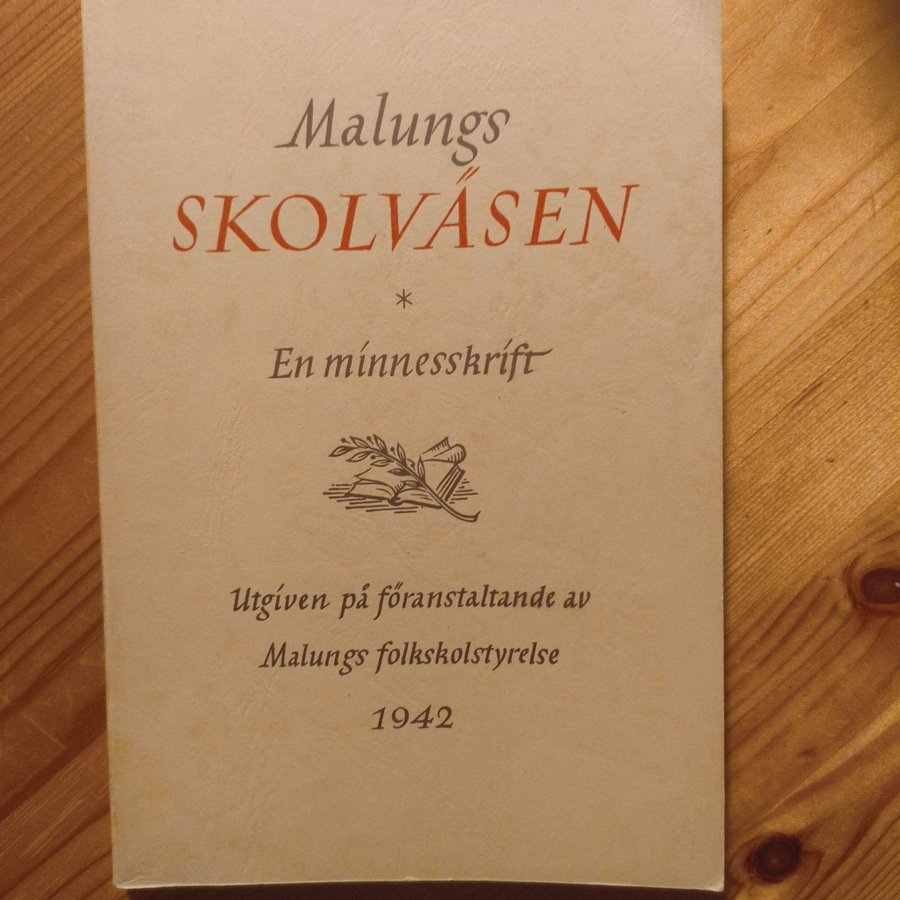 Malungs
SKOLVÄSEN
*
En minnesskrift
Utgiven på föranstaltande av
Malungs folkskolstyrelse
1942